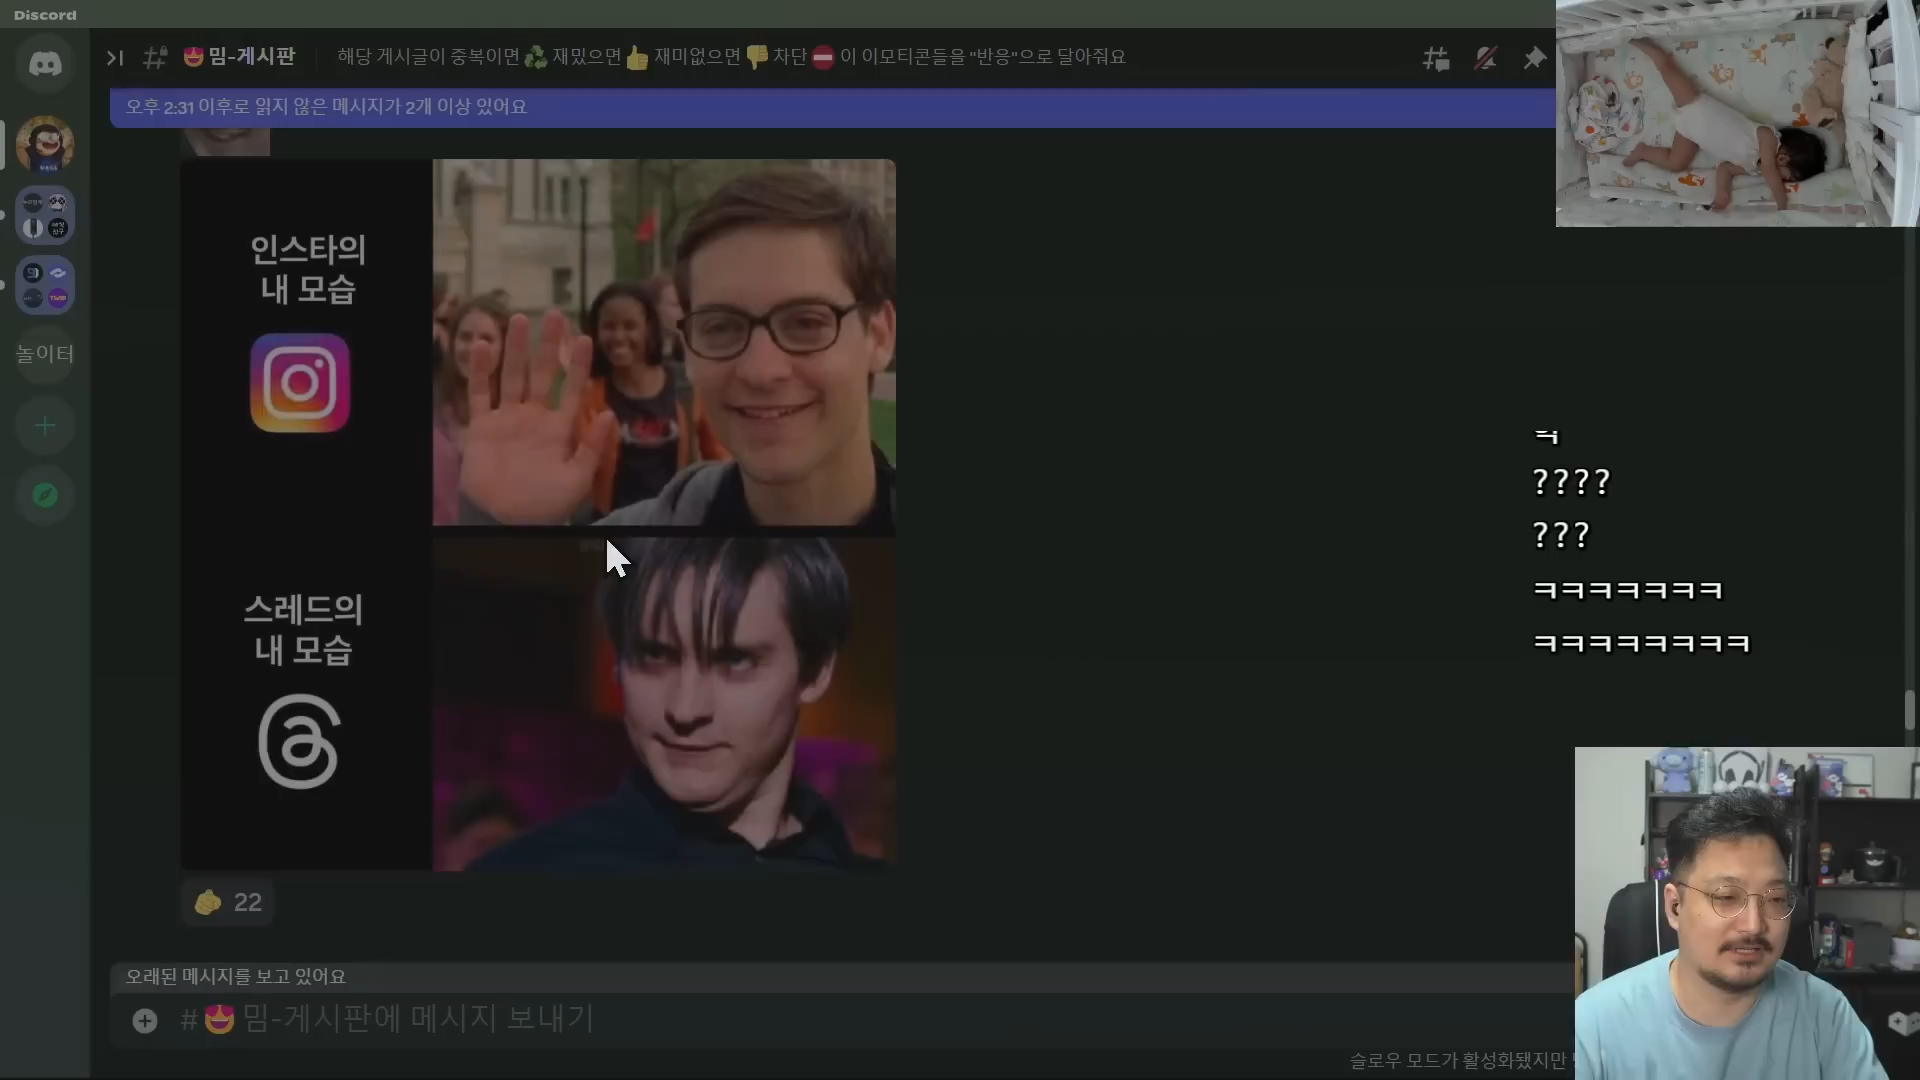 Discord
밈-게시판
해당 게시글이 중복이면 재밌으면 재미없으면 차단 이 이모티콘들을 "반응"으로 달아줘요
오후 2:31 이후로 읽지 않은 메시지가 2개 이상 있어요
인스타의
내 모습
놀이터
????
???
ㅋㅋㅋㅋㅋㅋㅋ
ㅋㅋㅋㅋㅋㅋㅋㅋ
스레드의
내 모습
22
오래된 메시지를 보고 있어요
#밈-게시판에 메시지 보내기
슬로우 모드가 활성화됐지만